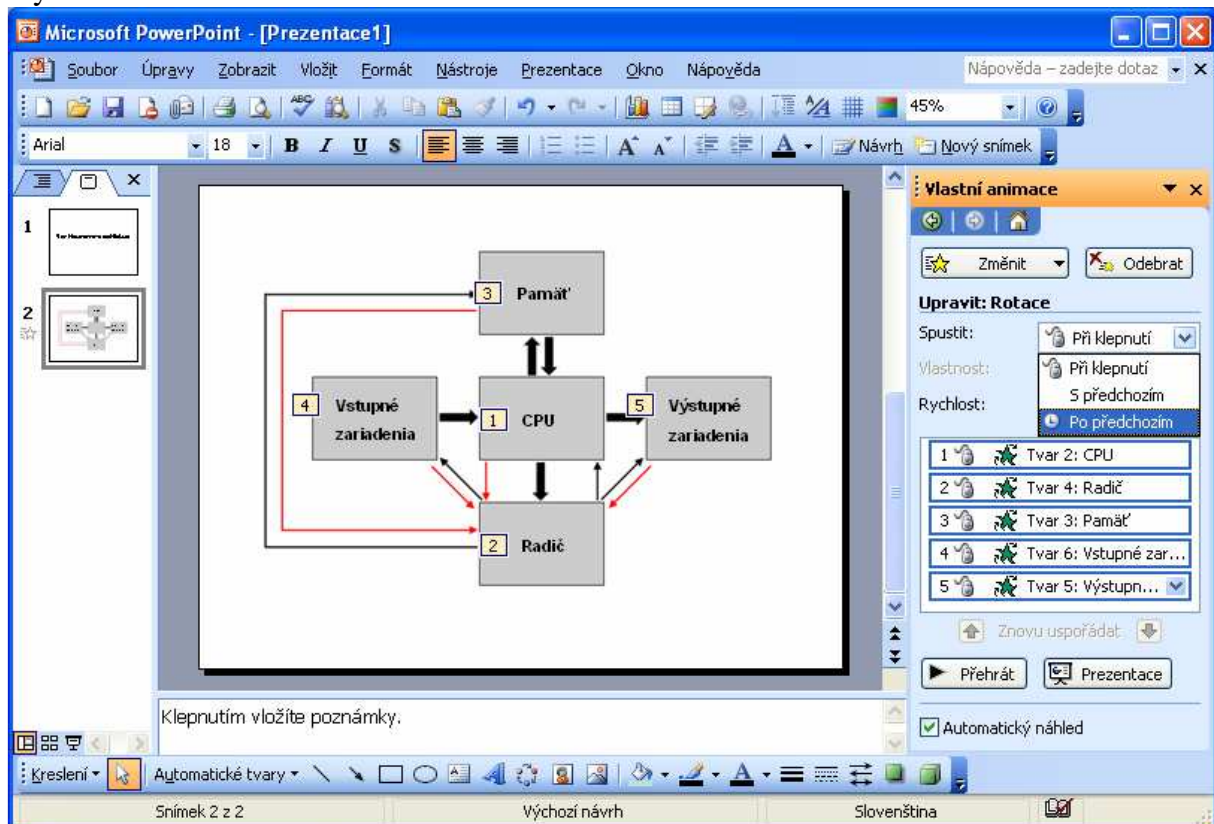 Microsoft PowerPoint - [Prezentace1]
Soubor Úpravy Zobrazit Vložit Formát Nástroje Prezentace Okno Nápověda Nápověda – zadejte dotaz
45%
Arial 18 B I U S A A A Návrh Nový snímek
1
2
3 Pamäť
4 Vstupné
zariadenia
1 CPU
5 Výstupné
zariadenia
2 Radič
Klepnutím vložíte poznámky.
Vlastní animace
Změnit Odebrat
Upravit: Rotace
Spustit: Při klepnutí
Vlastnost: Při klepnutí
S předchozím
Rychlost: Po předchozím
1 Tvar 2: CPU
2 Tvar 4: Radič
3 Tvar 3: Pamäť
4 Tvar 6: Vstupné zar...
5 Tvar 5: Výstupn...
Znovu uspořádat
Přehrát Prezentace
Automatický náhled
Kreslení Automatické tvary A A
Snímek 2 z 2 Výchozí návrh Slovenština